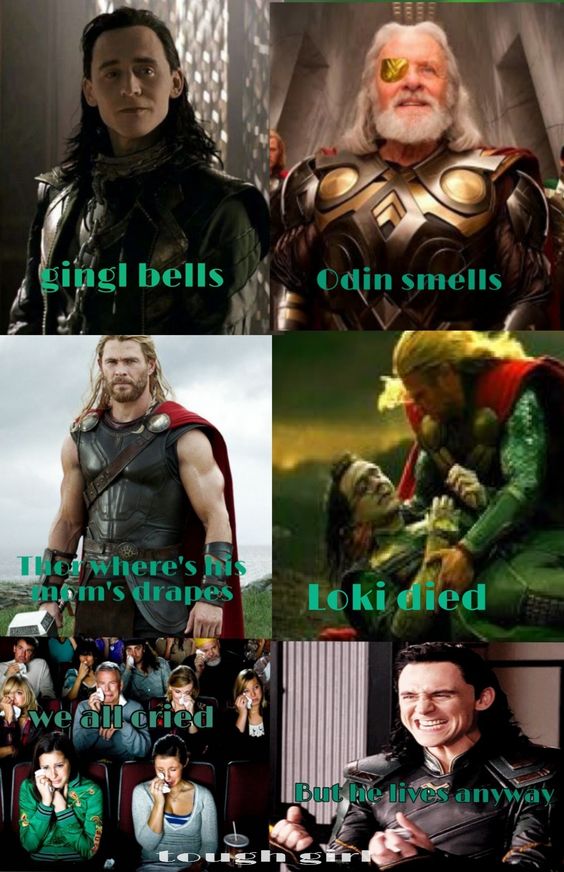 gingl bells
Odin smells
Thor where's his
mom's drapes
Loki died
we all cried
But he lives anyway
tough girl